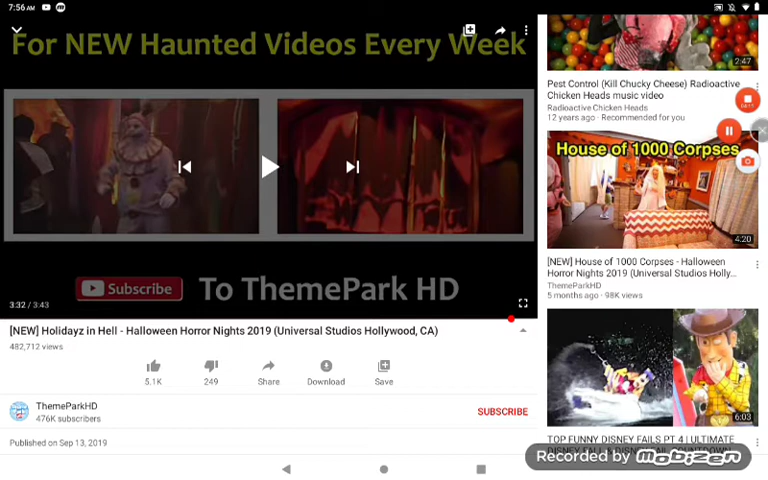 7:56 AM
For NEW Haunted Videos Every Week
Subscribe To ThemePark HD
3:32 / 3:43
[NEW] Holidayz in Hell - Halloween Horror Nights 2019 (Universal Studios Hollywood, CA)
482,712 views
5.1K 249 Share Download Save
ThemeParkHD
476K subscribers
SUBSCRIBE
Published on Sep 13, 2019
2:47
Pest Control (Kill Chucky Cheese) Radioactive
Chicken Heads music video
Radioactive Chicken Heads
12 years ago · Recommended for you
House of 1000 Corpses
4:20
[NEW] House of 1000 Corpses - Halloween
Horror Nights 2019 (Universal Studios Holly...
ThemeParkHD
5 months ago · 98K views
6:03
TOP FUNNY DISNEY FAILS PT 4 | ULTIMATE
Recorded by mobizen